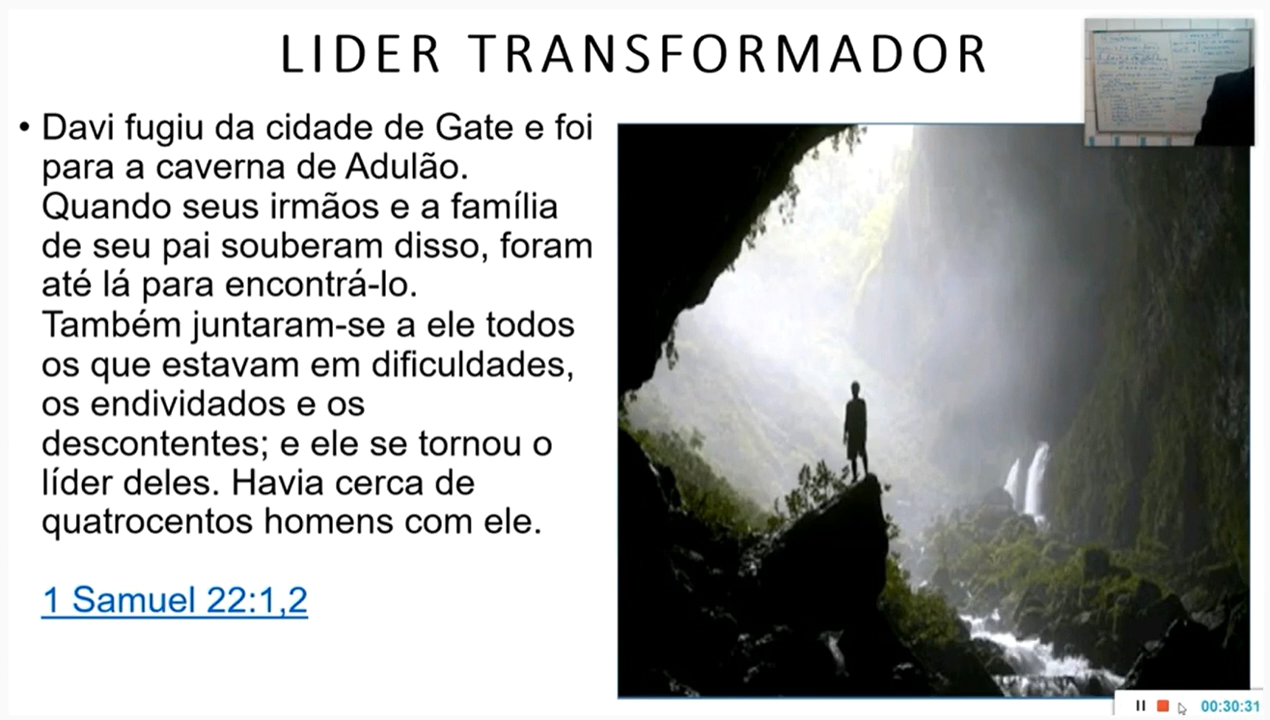 LIDER TRANSFORMADOR
• Davi fugiu da cidade de Gate e foi
para a caverna de Adulão.
Quando seus irmãos e a família
de seu pai souberam disso, foram
até lá para encontrá-lo.
Também juntaram-se a ele todos
os que estavam em dificuldades,
os endividados e os
descontentes; e ele se tornou o
líder deles. Havia cerca de
quatrocentos homens com ele.
1 Samuel 22:1,2
00:30:31